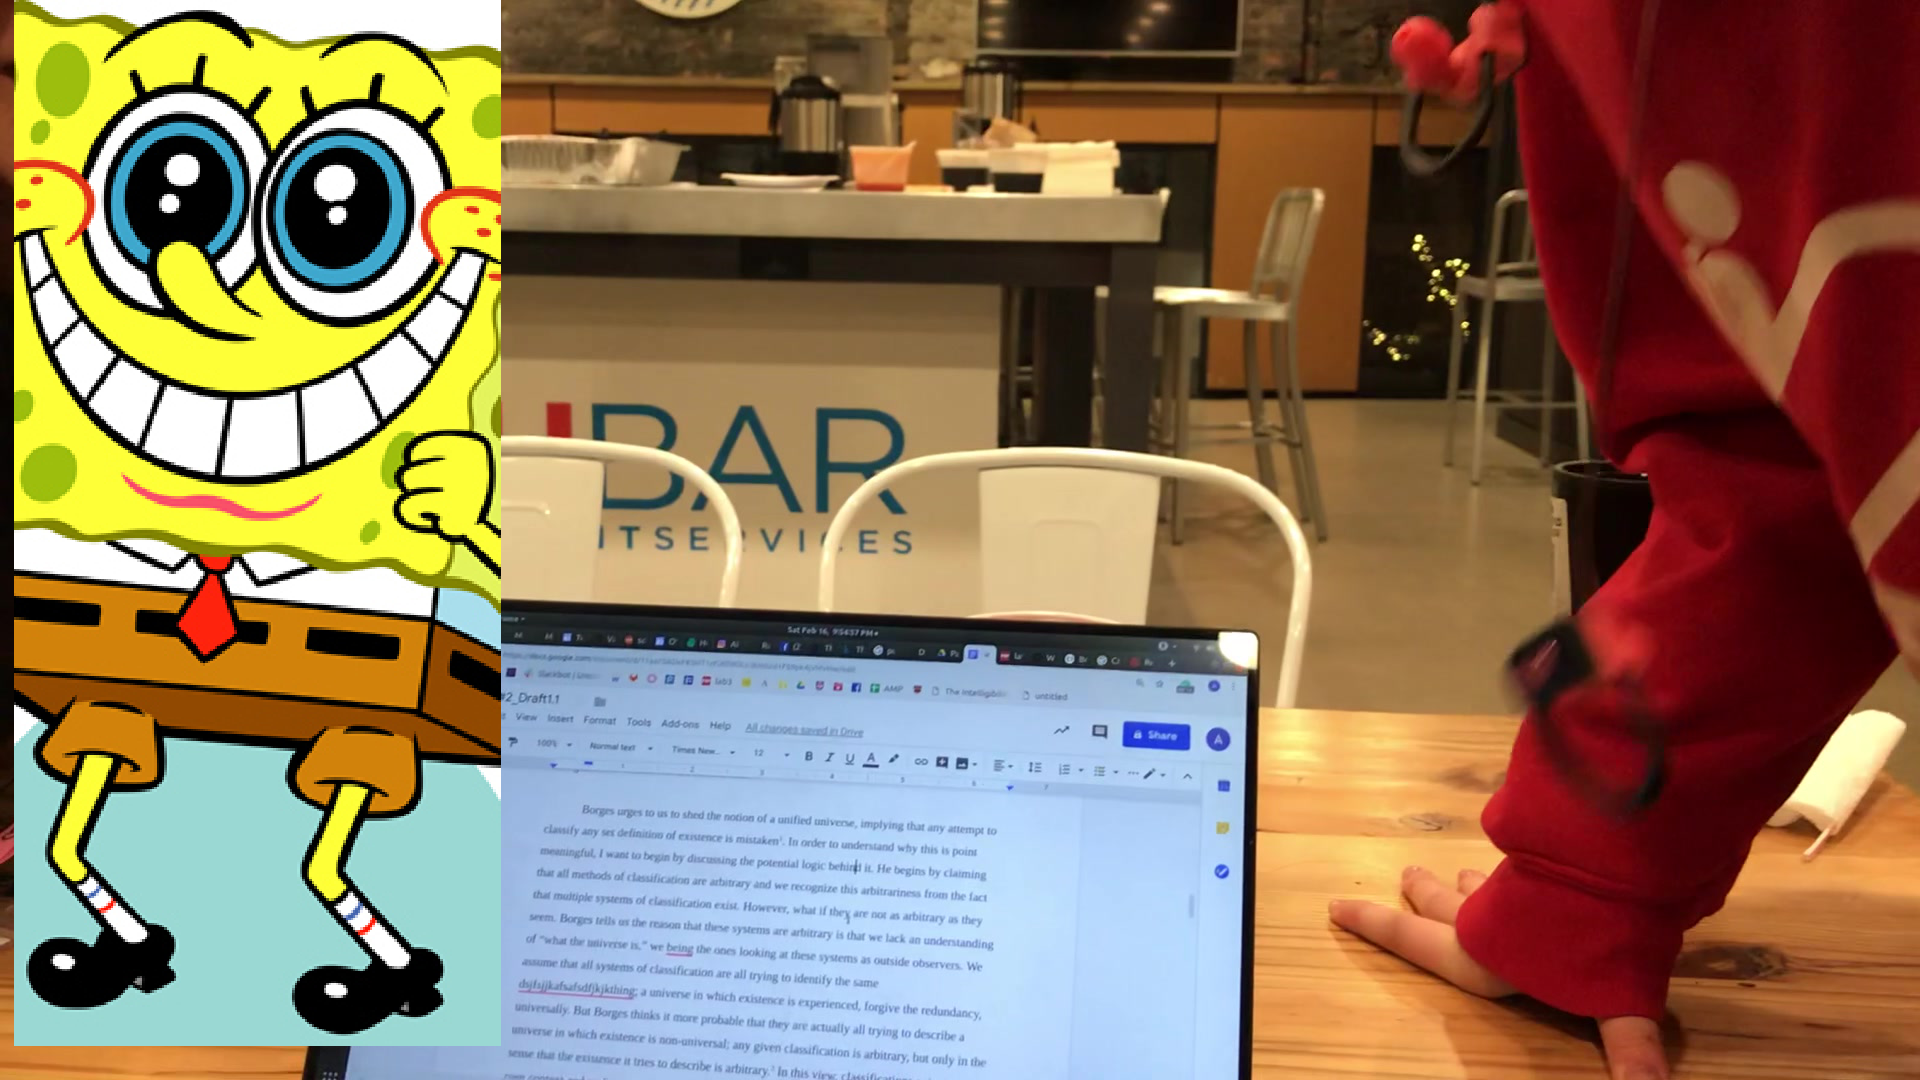 BAR
ITSERVICES
Sat Feb 16, 9:54:57 PM
lab3
AMP
The Intelligibili
untitled
2_Draft1.1
View Insert Format Tools Add-ons Help All changes saved in Drive
Share
A
100% Normal text Times New... 12 B I U A
Borges urges to us to shed the notion of a unified universe, implying that any attempt to
classify any set definition of existence is mistaken¹. In order to understand why this is point
meaningful, I want to begin by discussing the potential logic behind it. He begins by claiming
that all methods of classification are arbitrary and we recognize this arbitrariness from the fact
that multiple systems of classification exist. However, what if they are not as arbitrary as they
seem. Borges tells us the reason that these systems are arbitrary is that we lack an understanding
of “what the universe is,” we being the ones looking at these systems as outside observers. We
assume that all systems of classification are all trying to identify the same
a universe in which existence is experienced, forgive the redundancy,
universally. But Borges thinks it more probable that they are actually all trying to describe a
universe in which existence is non-universal; any given classification is arbitrary, but only in the
sense that the existence it tries to describe is arbitrary.² In this view, classification